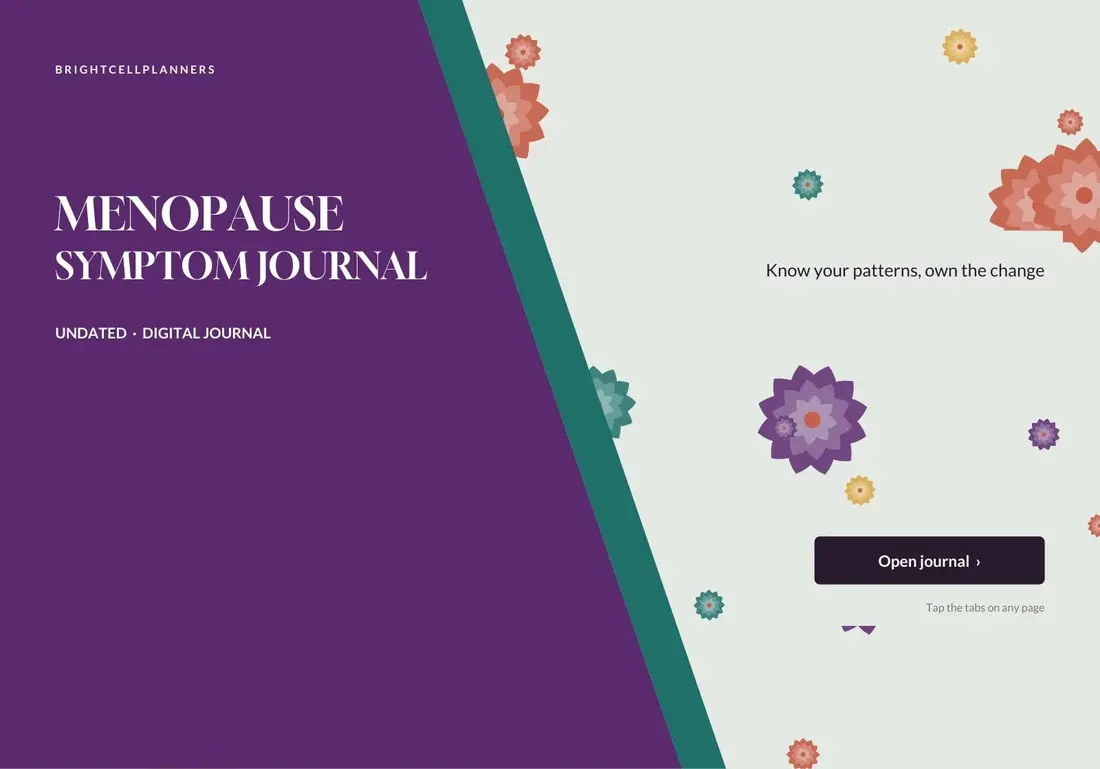 BRIGHTCELLPLANNERS
MENOPAUSE
SYMPTOM JOURNAL
UNDATED · DIGITAL JOURNAL
Know your patterns, own the change
Open journal ›
Tap the tabs on any page